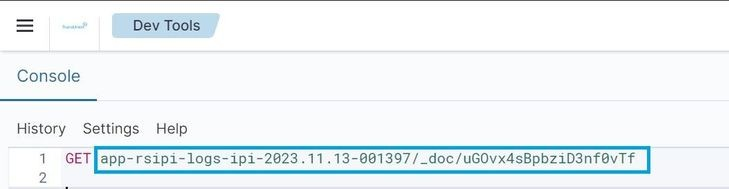 Dev Tools
Console
History Settings Help
1 GET app-rsipi-logs-ipi-2023.11.13-001397/_doc/uGOvx4sBpbziD3nf0vTf
2